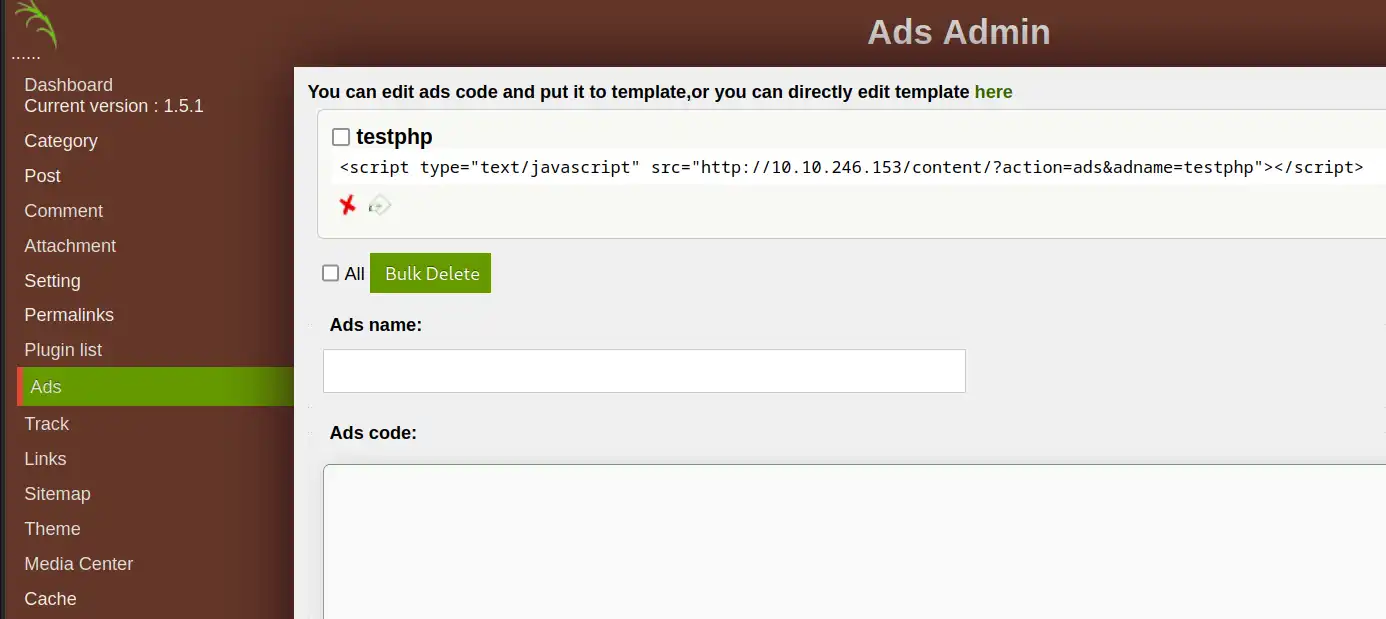 Ads Admin
......
Dashboard
Current version : 1.5.1
Category
Post
Comment
Attachment
Setting
Permalinks
Plugin list
Ads
Track
Links
Sitemap
Theme
Media Center
Cache
You can edit ads code and put it to template,or you can directly edit template here
testphp
<script type="text/javascript" src="http://10.10.246.153/content/?action=ads&adname=testphp"></script>
All Bulk Delete
Ads name:
Ads code: